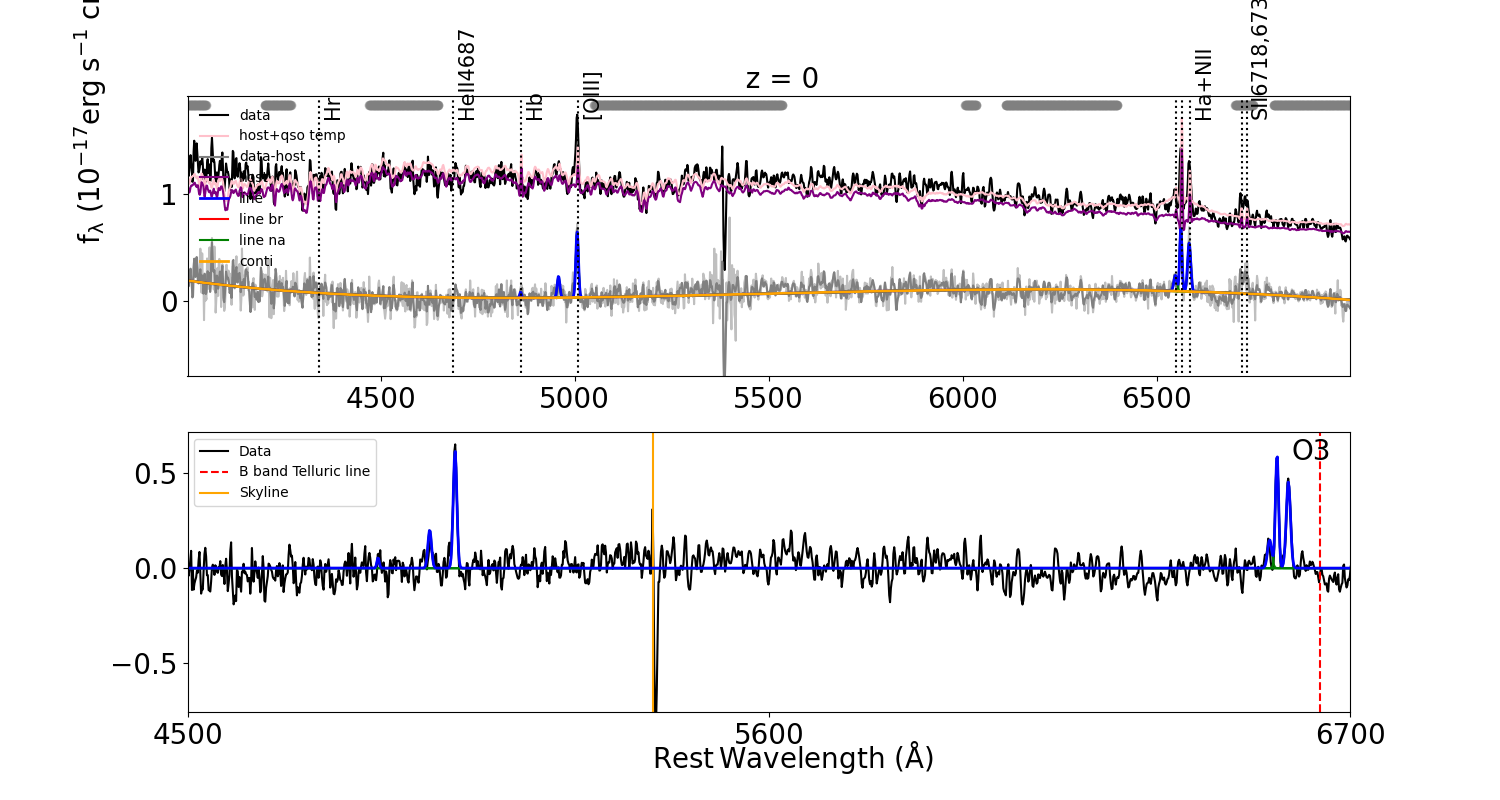 z = 0
f_λ (10^−17 erg s^−1
Hr
HeII4687
Hb
[OIII]
Ha+NII
SII6718,673
data
host+qso temp
data-host
line
line br
line na
conti
1
0
4500 5000 5500 6000 6500
Data
B band Telluric line
Skyline
O3
0.5
0.0
−0.5
4500 5600 6700
Rest Wavelength (Å)